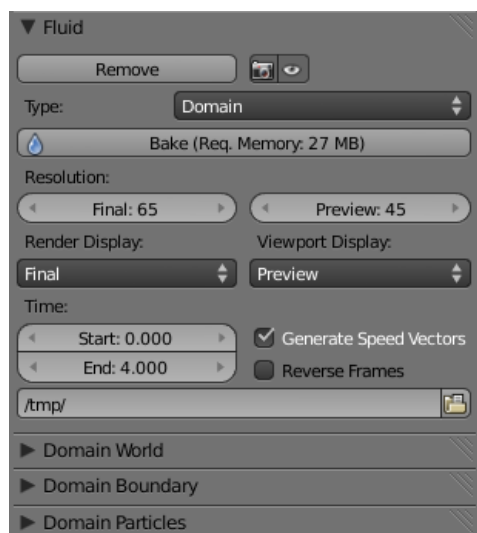 Fluid
Remove
Type: Domain
Bake (Req. Memory: 27 MB)
Resolution:
Final: 65 Preview: 45
Render Display: Viewport Display:
Final Preview
Time:
Start: 0.000 Generate Speed Vectors
End: 4.000 Reverse Frames
/tmp/
Domain World
Domain Boundary
Domain Particles